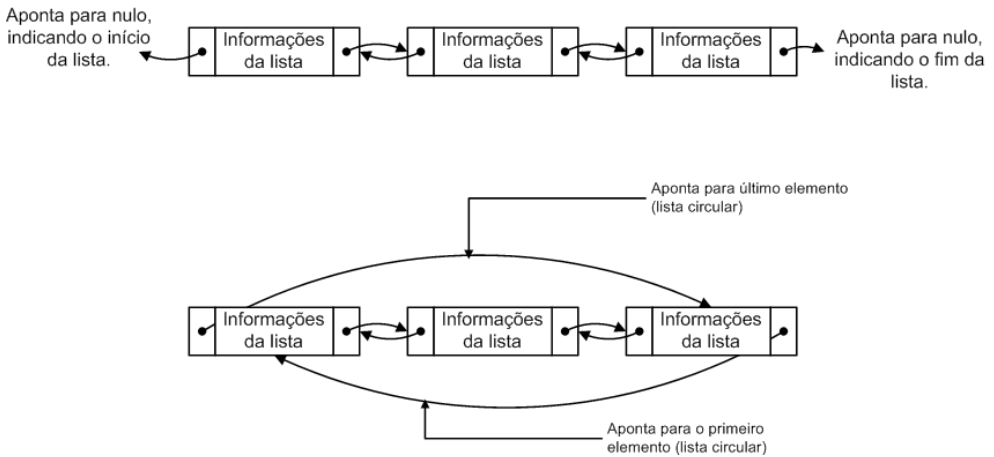 Aponta para nulo,
indicando o início
da lista.
Informações
da lista
Informações
da lista
Informações
da lista
Aponta para nulo,
indicando o fim da
lista.
Aponta para último elemento
(lista circular)
Informações
da lista
Informações
da lista
Informações
da lista
Aponta para o primeiro
elemento (lista circular)